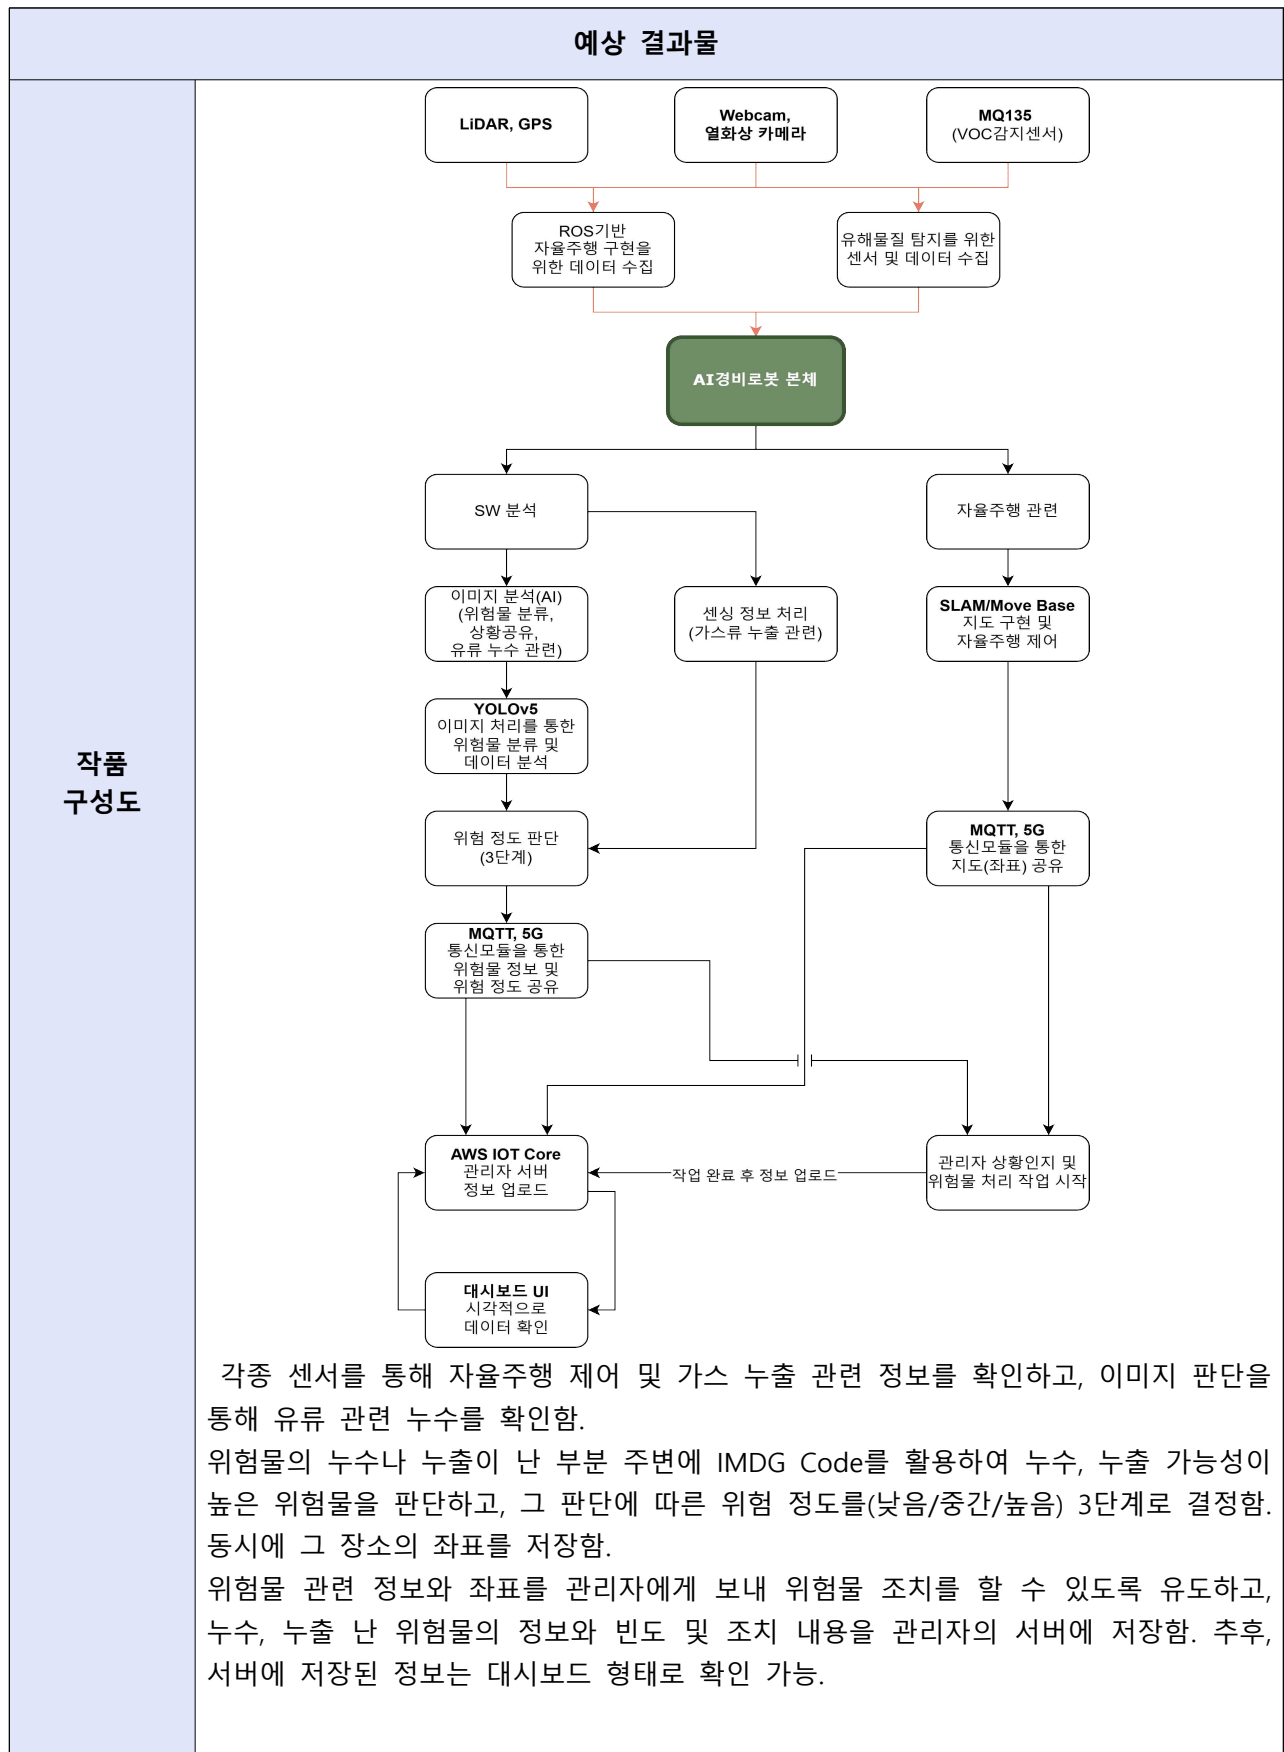 예상 결과물
작품
구성도
LiDAR, GPS
Webcam,
열화상 카메라
MQ135
(VOC감지센서)
ROS기반
자율주행 구현을
위한 데이터 수집
유해물질 탐지를 위한
센서 및 데이터 수집
AI경비로봇 본체
SW 분석
자율주행 관련
이미지 분석(AI)
(위험물 분류,
상황공유,
유류 누수 관련)
센싱 정보 처리
(가스류 누출 관련)
SLAM/Move Base
지도 구현 및
자율주행 제어
YOLOv5
이미지 처리를 통한
위험물 분류 및
데이터 분석
위험 정도 판단
(3단계)
MQTT, 5G
통신모듈을 통한
지도(좌표) 공유
MQTT, 5G
통신모듈을 통한
위험물 정보 및
위험 정도 공유
AWS IOT Core
관리자 서버
정보 업로드
작업 완료 후 정보 업로드
관리자 상황인지 및
위험물 처리 작업 시작
대시보드 UI
시각적으로
데이터 확인
각종 센서를 통해 자율주행 제어 및 가스 누출 관련 정보를 확인하고, 이미지 판단을
통해 유류 관련 누수를 확인함.
위험물의 누수나 누출이 난 부분 주변에 IMDG Code를 활용하여 누수, 누출 가능성이
높은 위험물을 판단하고, 그 판단에 따른 위험 정도를(낮음/중간/높음) 3단계로 결정함.
동시에 그 장소의 좌표를 저장함.
위험물 관련 정보와 좌표를 관리자에게 보내 위험물 조치를 할 수 있도록 유도하고,
누수, 누출 난 위험물의 정보와 빈도 및 조치 내용을 관리자의 서버에 저장함. 추후,
서버에 저장된 정보는 대시보드 형태로 확인 가능.